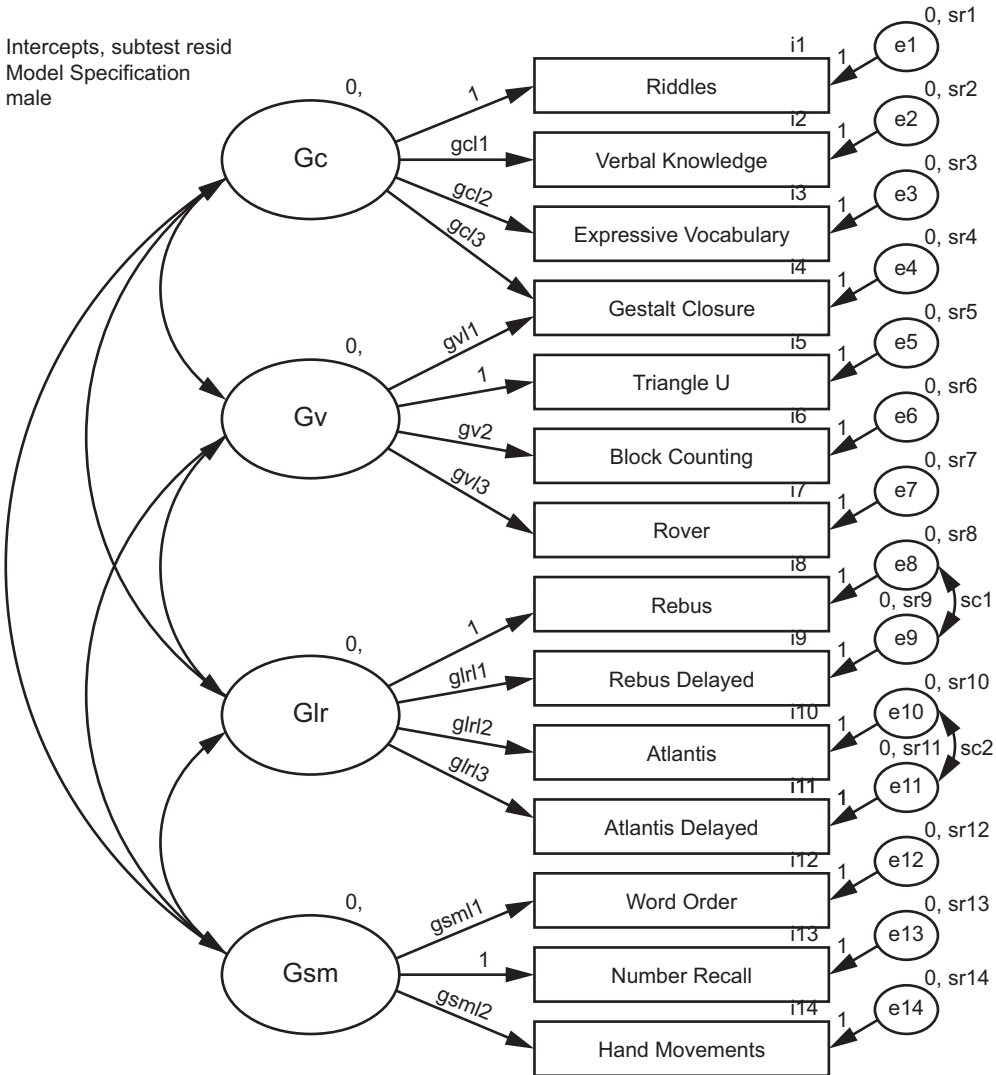 Intercepts, subtest resid
Model Specification
male
0, sr1
e1
1
i1
Riddles
0,
Gc
1
0, sr2
e2
1
i2
Verbal Knowledge
gcl1
0, sr3
e3
1
i3
Expressive Vocabulary
gcl2
0, sr4
e4
1
i4
Gestalt Closure
gcl3
gvl1
0, sr5
e5
1
i5
Triangle U
0,
Gv
1
0, sr6
e6
1
i6
Block Counting
gv2
0, sr7
e7
1
i7
Rover
gvl3
0, sr8
e8
1
i8
Rebus
1
sc1
0, sr9
e9
1
i9
Rebus Delayed
0,
Glr
glrl1
0, sr10
e10
1
i10
Atlantis
glrl2
sc2
0, sr11
e11
1
i11
Atlantis Delayed
glrl3
0, sr12
e12
1
i12
Word Order
0,
Gsm
gsml1
0, sr13
e13
1
i13
Number Recall
1
0, sr14
e14
1
i14
Hand Movements
gsml2